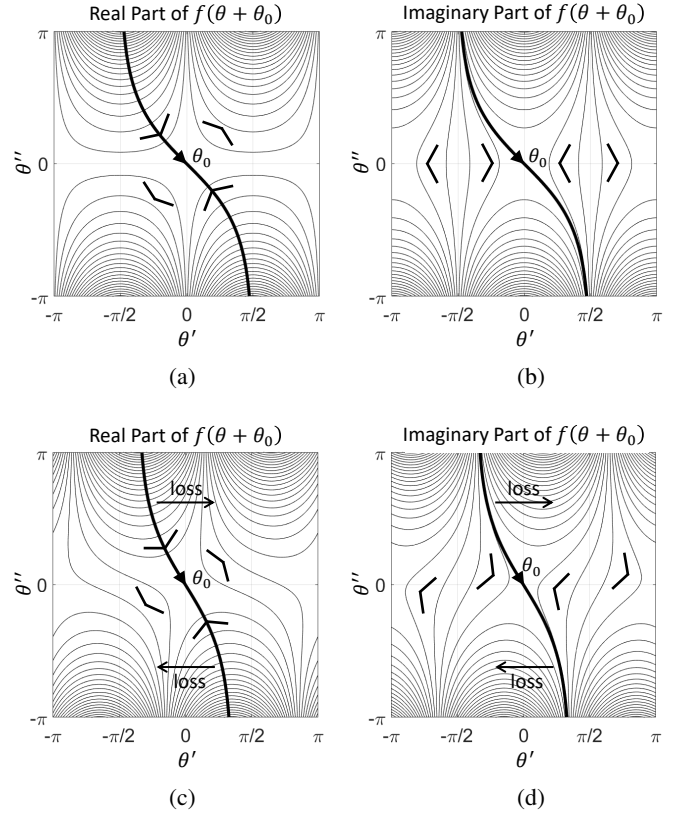 Real Part of f(θ + θ₀)
Imaginary Part of f(θ + θ₀)
π
0
-π
θ''
θ₀
-π
-π/2
0
π/2
π
θ'
π
0
-π
θ''
θ₀
-π
-π/2
0
π/2
π
θ'
(a)
(b)
Real Part of f(θ + θ₀)
Imaginary Part of f(θ + θ₀)
π
0
-π
θ''
loss
θ₀
loss
-π
-π/2
0
π/2
π
θ'
π
0
-π
θ''
loss
θ₀
loss
-π
-π/2
0
π/2
π
θ'
(c)
(d)